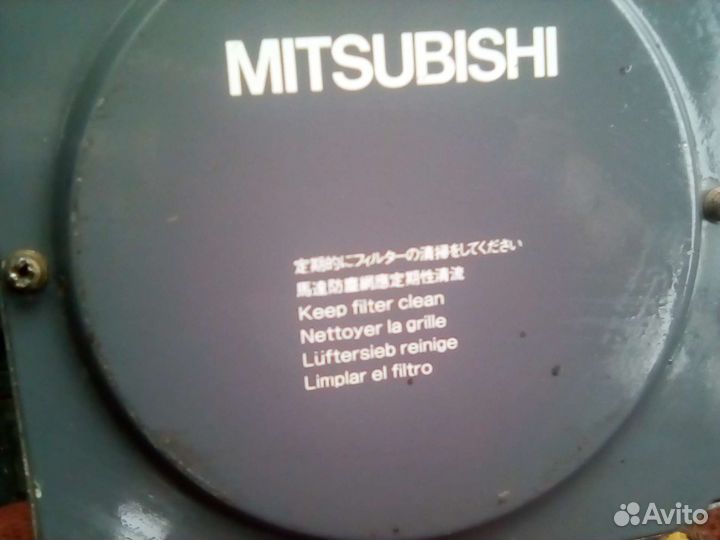 MITSUBISHI
定期的にフィルターの清掃をしてください
馬達防塵網應定期性清洗
Keep filter clean
Nettoyer la grille
Lüftersieb reinige
Limplar el filtro
Avito